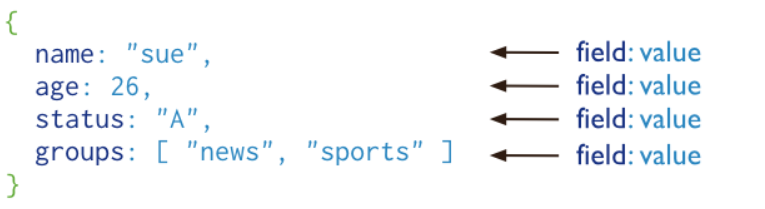 {
name: "sue", field: value
age: 26, field: value
status: "A", field: value
groups: [ "news", "sports" ] field: value
}